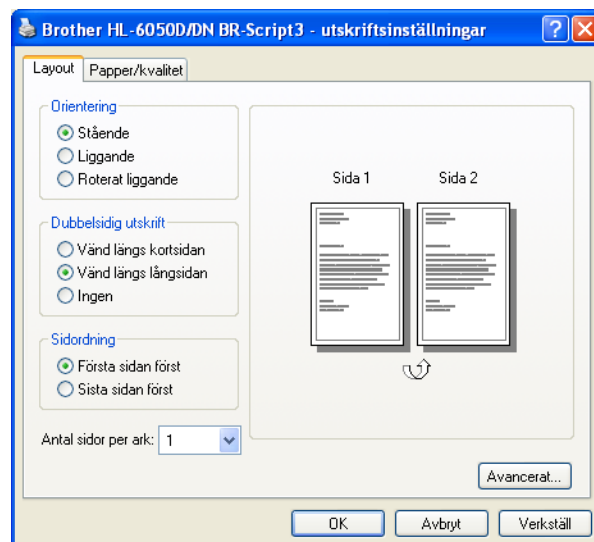 Brother HL-6050D/DN BR-Script3 - utskriftsinställningar
Layout Papper/kvalitet
Orientering
Stående
Liggande
Roterat liggande
Dubbelsidig utskrift
Vänd längs kortsidan
Vänd längs långsidan
Ingen
Sidordning
Första sidan först
Sista sidan först
Antal sidor per ark: 1
Sida 1 Sida 2
Avancerat...
OK Avbryt Verkställ